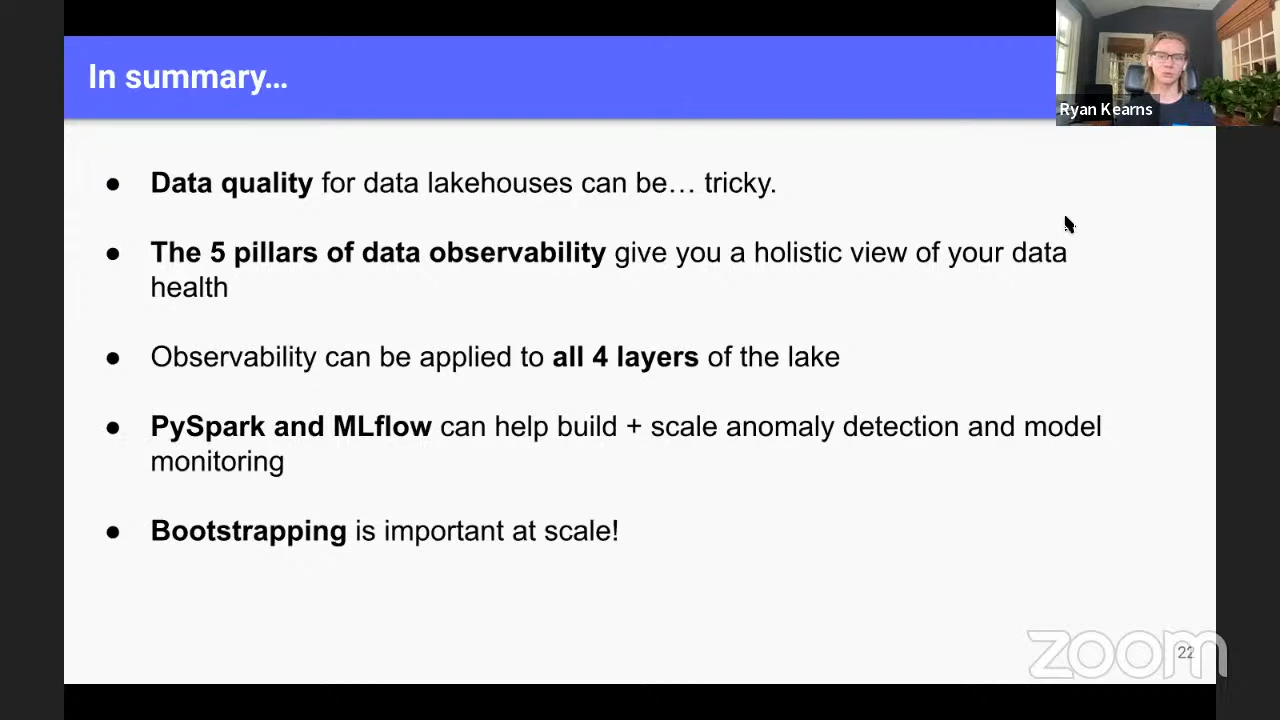 In summary...
Ryan Kearns
● Data quality for data lakehouses can be... tricky.
● The 5 pillars of data observability give you a holistic view of your data
health
● Observability can be applied to all 4 layers of the lake
● PySpark and MLflow can help build + scale anomaly detection and model
monitoring
● Bootstrapping is important at scale!
zoom
22